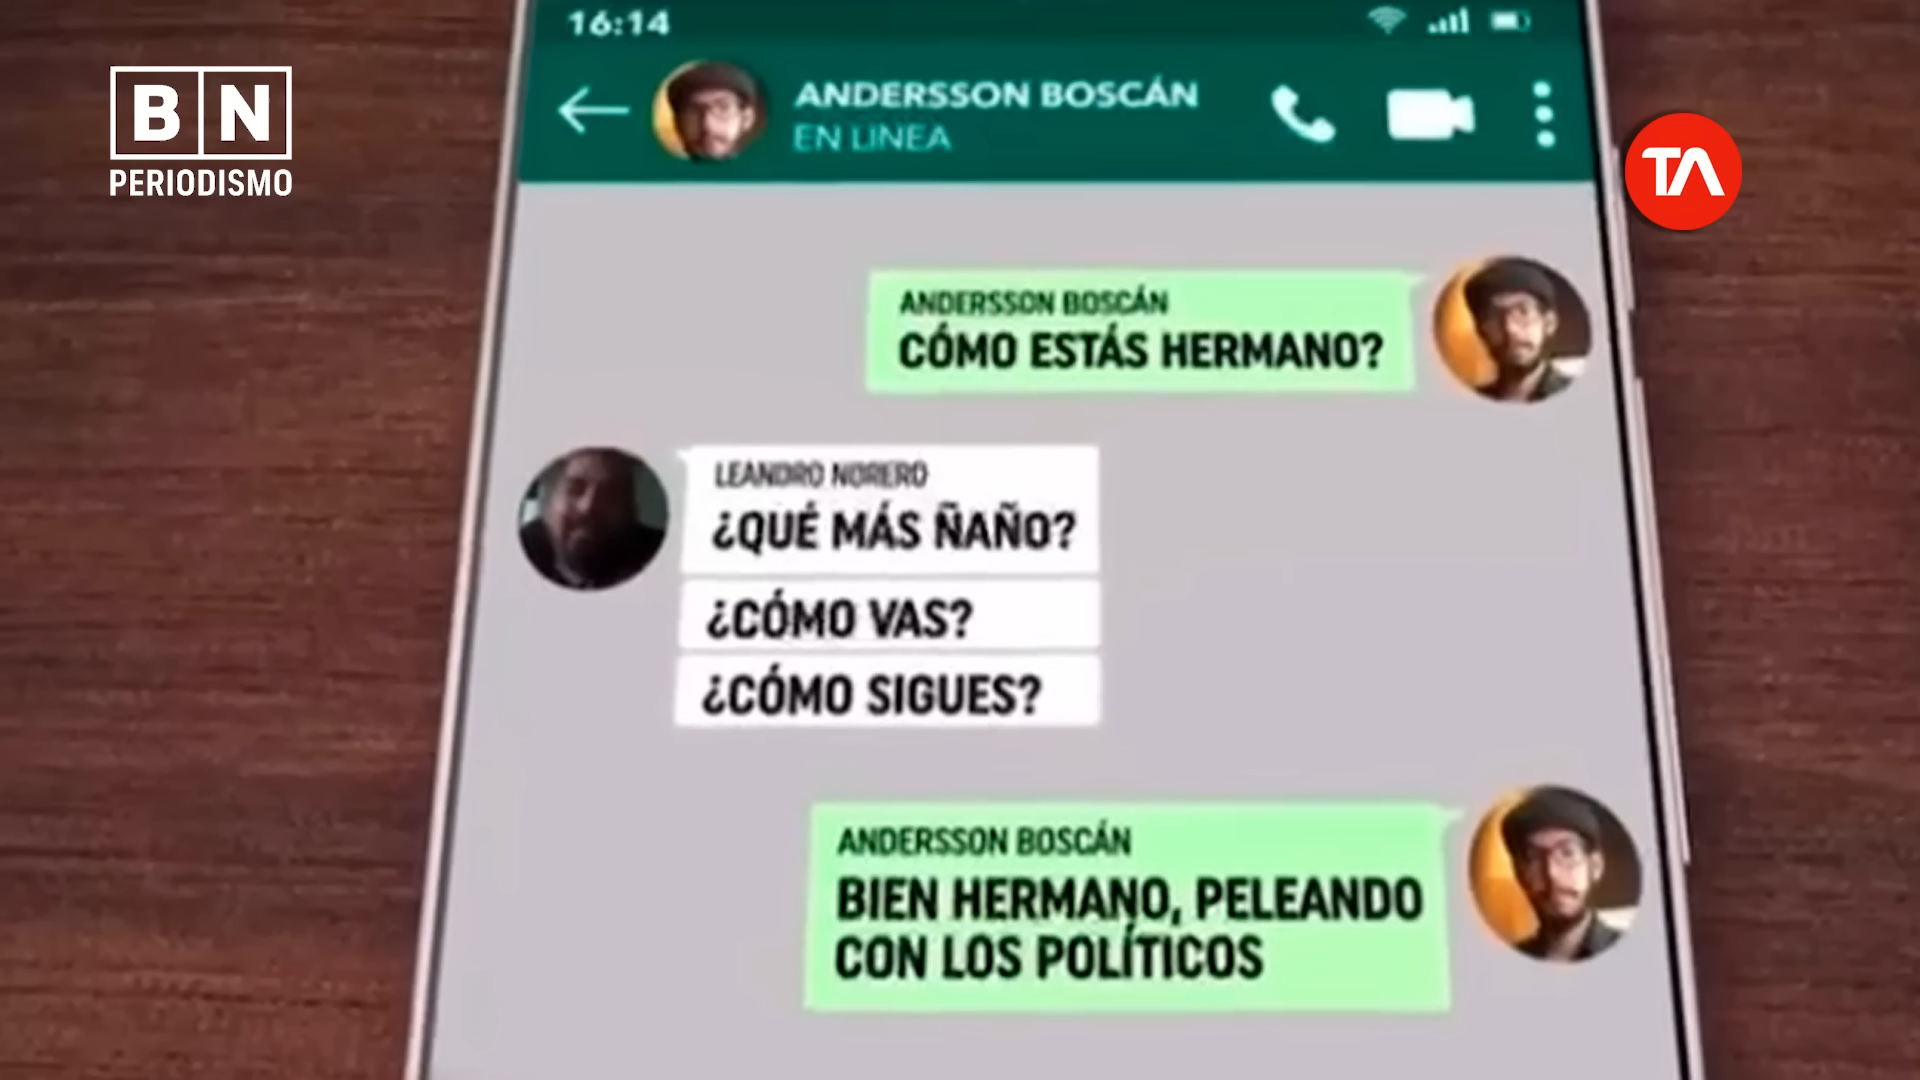 16:14
BN
PERIODISMO
ANDERSSON BOSCÁN
EN LINEA
TA
ANDERSSON BOSCÁN
CÓMO ESTÁS HERMANO?
LEANDRO NORERO
¿QUÉ MÁS ÑAÑO?
¿CÓMO VAS?
¿CÓMO SIGUES?
ANDERSSON BOSCÁN
BIEN HERMANO, PELEANDO
CON LOS POLÍTICOS